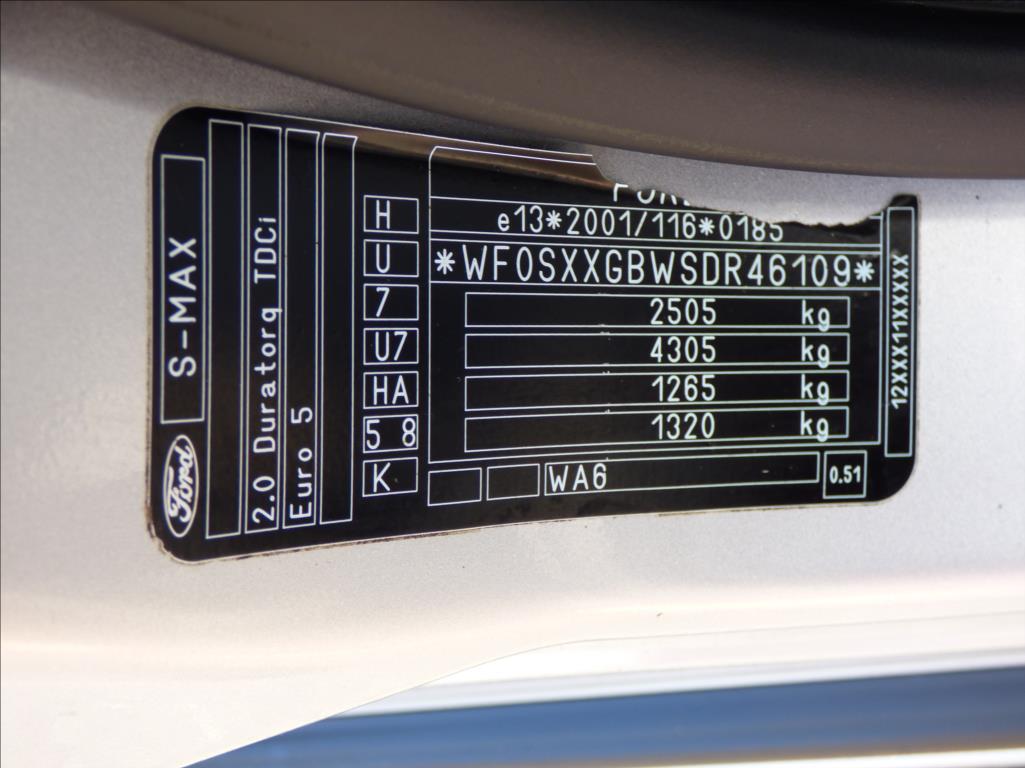 Ford
S-MAX
2.0 Duratorq TDCi
Euro 5
H
U
7
U7
HA
5 8
K
e13*2001/116*0185
*WF0SXXGBWSDR46109*
2505 kg
4305 kg
1265 kg
1320 kg
WA6
0.51
12XXX11XXXXXX